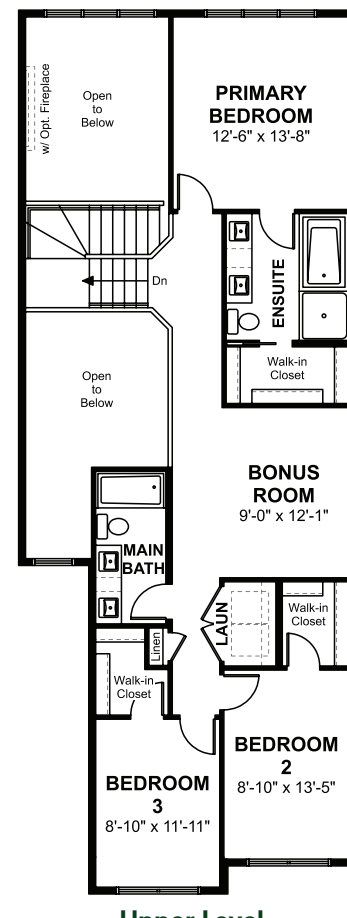 w/ Opt. Fireplace
Open
to
Below
PRIMARY
BEDROOM
12'-6" x 13'-8"
Dn
ENSUITE
Walk-in
Closet
Open
to
Below
BONUS
ROOM
9'-0" x 12'-1"
MAIN
BATH
Linen
LAUN
Walk-in
Closet
Walk-in
Closet
BEDROOM
2
8'-10" x 13'-5"
BEDROOM
3
8'-10" x 11'-11"
Upper Level